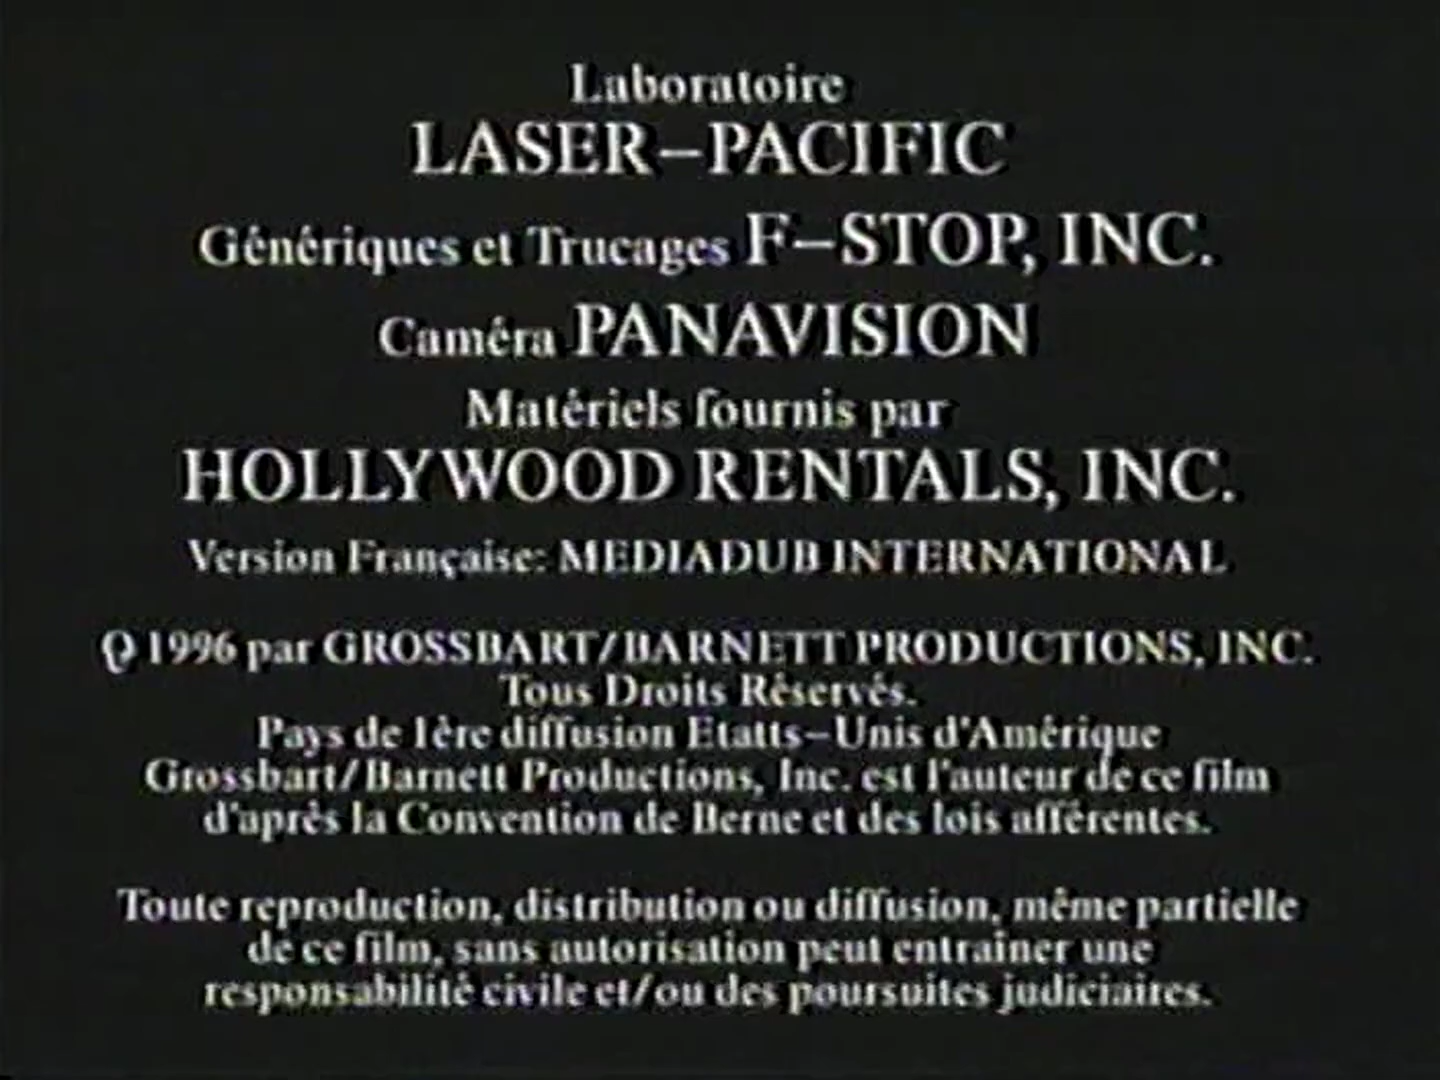 Laboratoire
LASER–PACIFIC
Génériques et Trucages F–STOP, INC.
Caméra PANAVISION
Matériels fournis par
HOLLYWOOD RENTALS, INC.
Version Française: MEDIADUB INTERNATIONAL
© 1996 par GROSSBART/BARNETT PRODUCTIONS, INC.
Tous Droits Réservés.
Pays de 1ère diffusion Etatts–Unis d'Amérique
Grossbart/Barnett Productions, Inc. est l'auteur de ce film
d'après la Convention de Berne et des lois afférentes.
Toute reproduction, distribution ou diffusion, même partielle
de ce film, sans autorisation peut entraîner une
responsabilité civile et/ou des poursuites judiciaires.